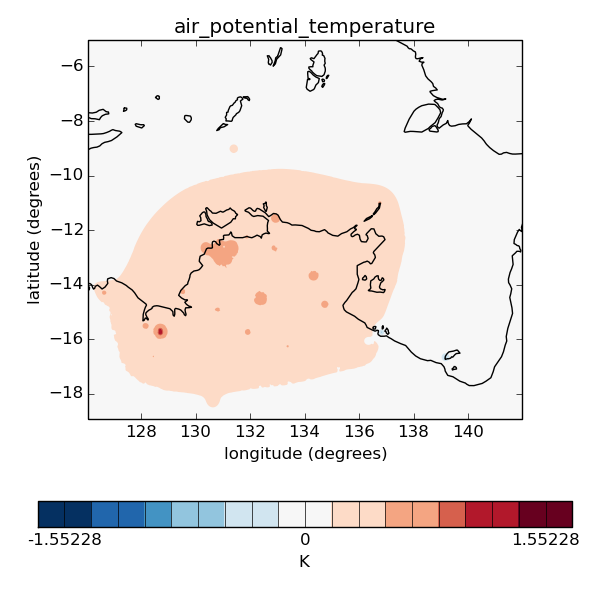 air_potential_temperature
−6
−8
−10
−12
−14
−16
−18
latitude (degrees)
128 130 132 134 136 138 140
longitude (degrees)
-1.55228 0 1.55228
K